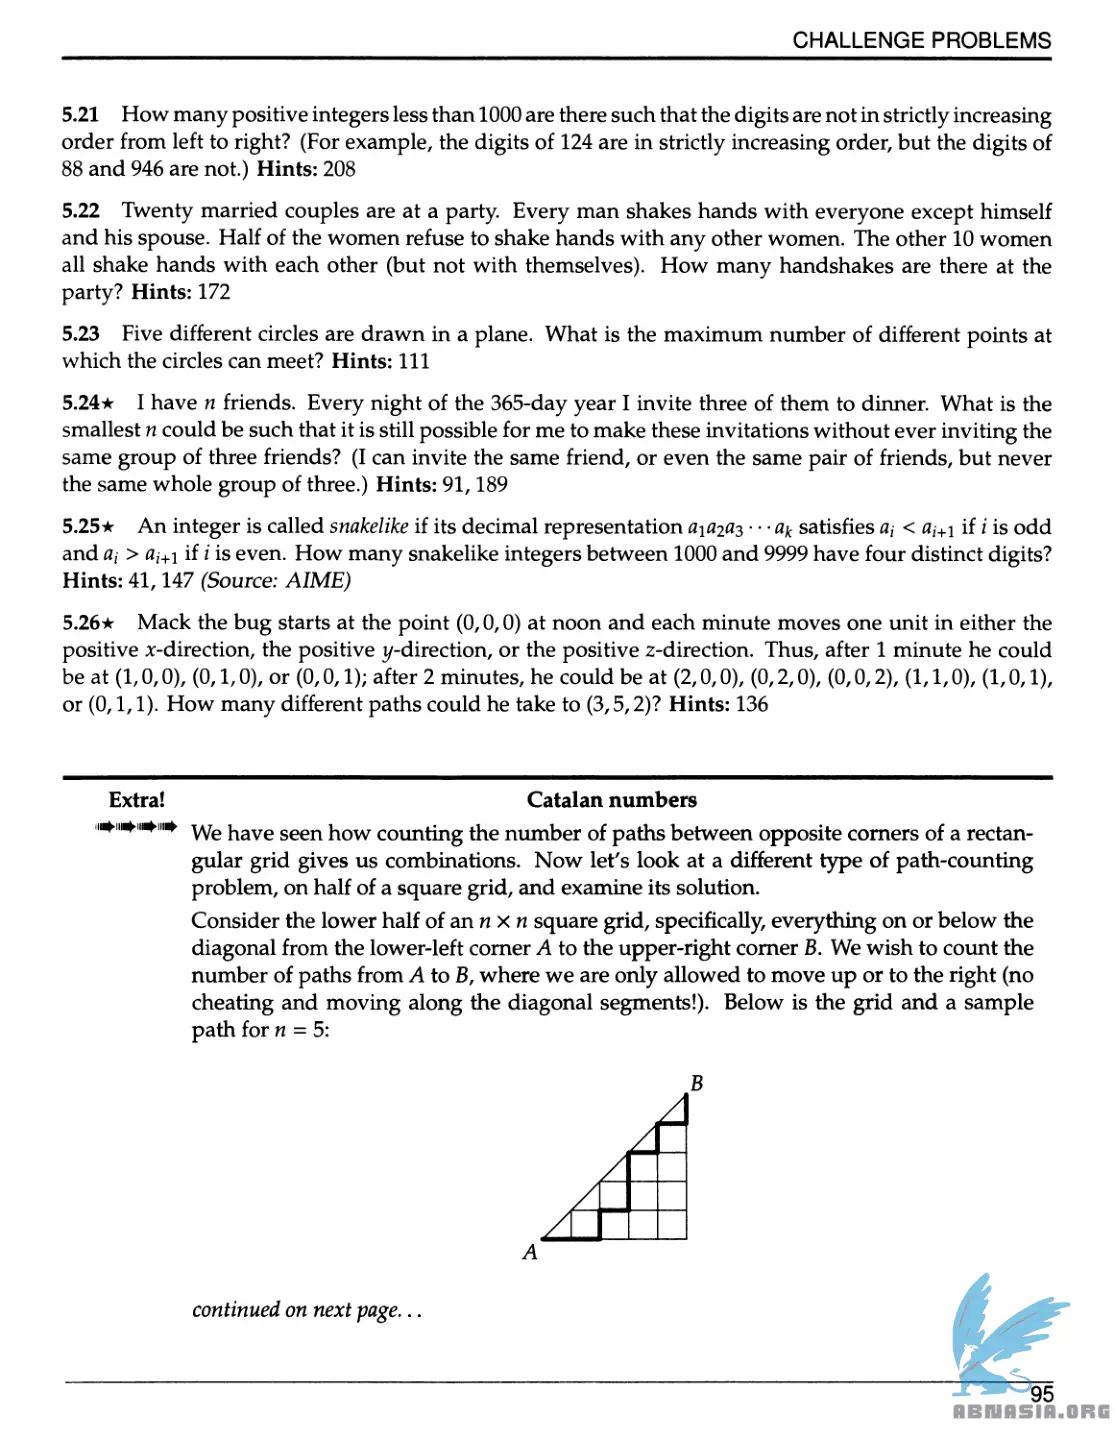 CHALLENGE PROBLEMS
5.21 How many positive integers less than 1000 are there such that the digits are not in strictly increasing
order from left to right? (For example, the digits of 124 are in strictly increasing order, but the digits of
88 and 946 are not.) Hints: 208
5.22 Twenty married couples are at a party. Every man shakes hands with everyone except himself
and his spouse. Half of the women refuse to shake hands with any other women. The other 10 women
all shake hands with each other (but not with themselves). How many handshakes are there at the
party? Hints: 172
5.23 Five different circles are drawn in a plane. What is the maximum number of different points at
which the circles can meet? Hints: 111
5.24★ I have n friends. Every night of the 365-day year I invite three of them to dinner. What is the
smallest n could be such that it is still possible for me to make these invitations without ever inviting the
same group of three friends? (I can invite the same friend, or even the same pair of friends, but never
the same whole group of three.) Hints: 91, 189
5.25★ An integer is called snakelike if its decimal representation a₁a₂a₃ ⋯ aₖ satisfies aᵢ < aᵢ₊₁ if i is odd
and aᵢ > aᵢ₊₁ if i is even. How many snakelike integers between 1000 and 9999 have four distinct digits?
Hints: 41, 147 (Source: AIME)
5.26★ Mack the bug starts at the point (0, 0, 0) at noon and each minute moves one unit in either the
positive x-direction, the positive y-direction, or the positive z-direction. Thus, after 1 minute he could
be at (1, 0, 0), (0, 1, 0), or (0, 0, 1); after 2 minutes, he could be at (2, 0, 0), (0, 2, 0), (0, 0, 2), (1, 1, 0), (1, 0, 1),
or (0, 1, 1). How many different paths could he take to (3, 5, 2)? Hints: 136
Extra! Catalan numbers
We have seen how counting the number of paths between opposite corners of a rectan-
gular grid gives us combinations. Now let's look at a different type of path-counting
problem, on half of a square grid, and examine its solution.
Consider the lower half of an n × n square grid, specifically, everything on or below the
diagonal from the lower-left corner A to the upper-right corner B. We wish to count the
number of paths from A to B, where we are only allowed to move up or to the right (no
cheating and moving along the diagonal segments!). Below is the grid and a sample
path for n = 5:
B
A
continued on next page. . .
95
ABNASIA.ORG